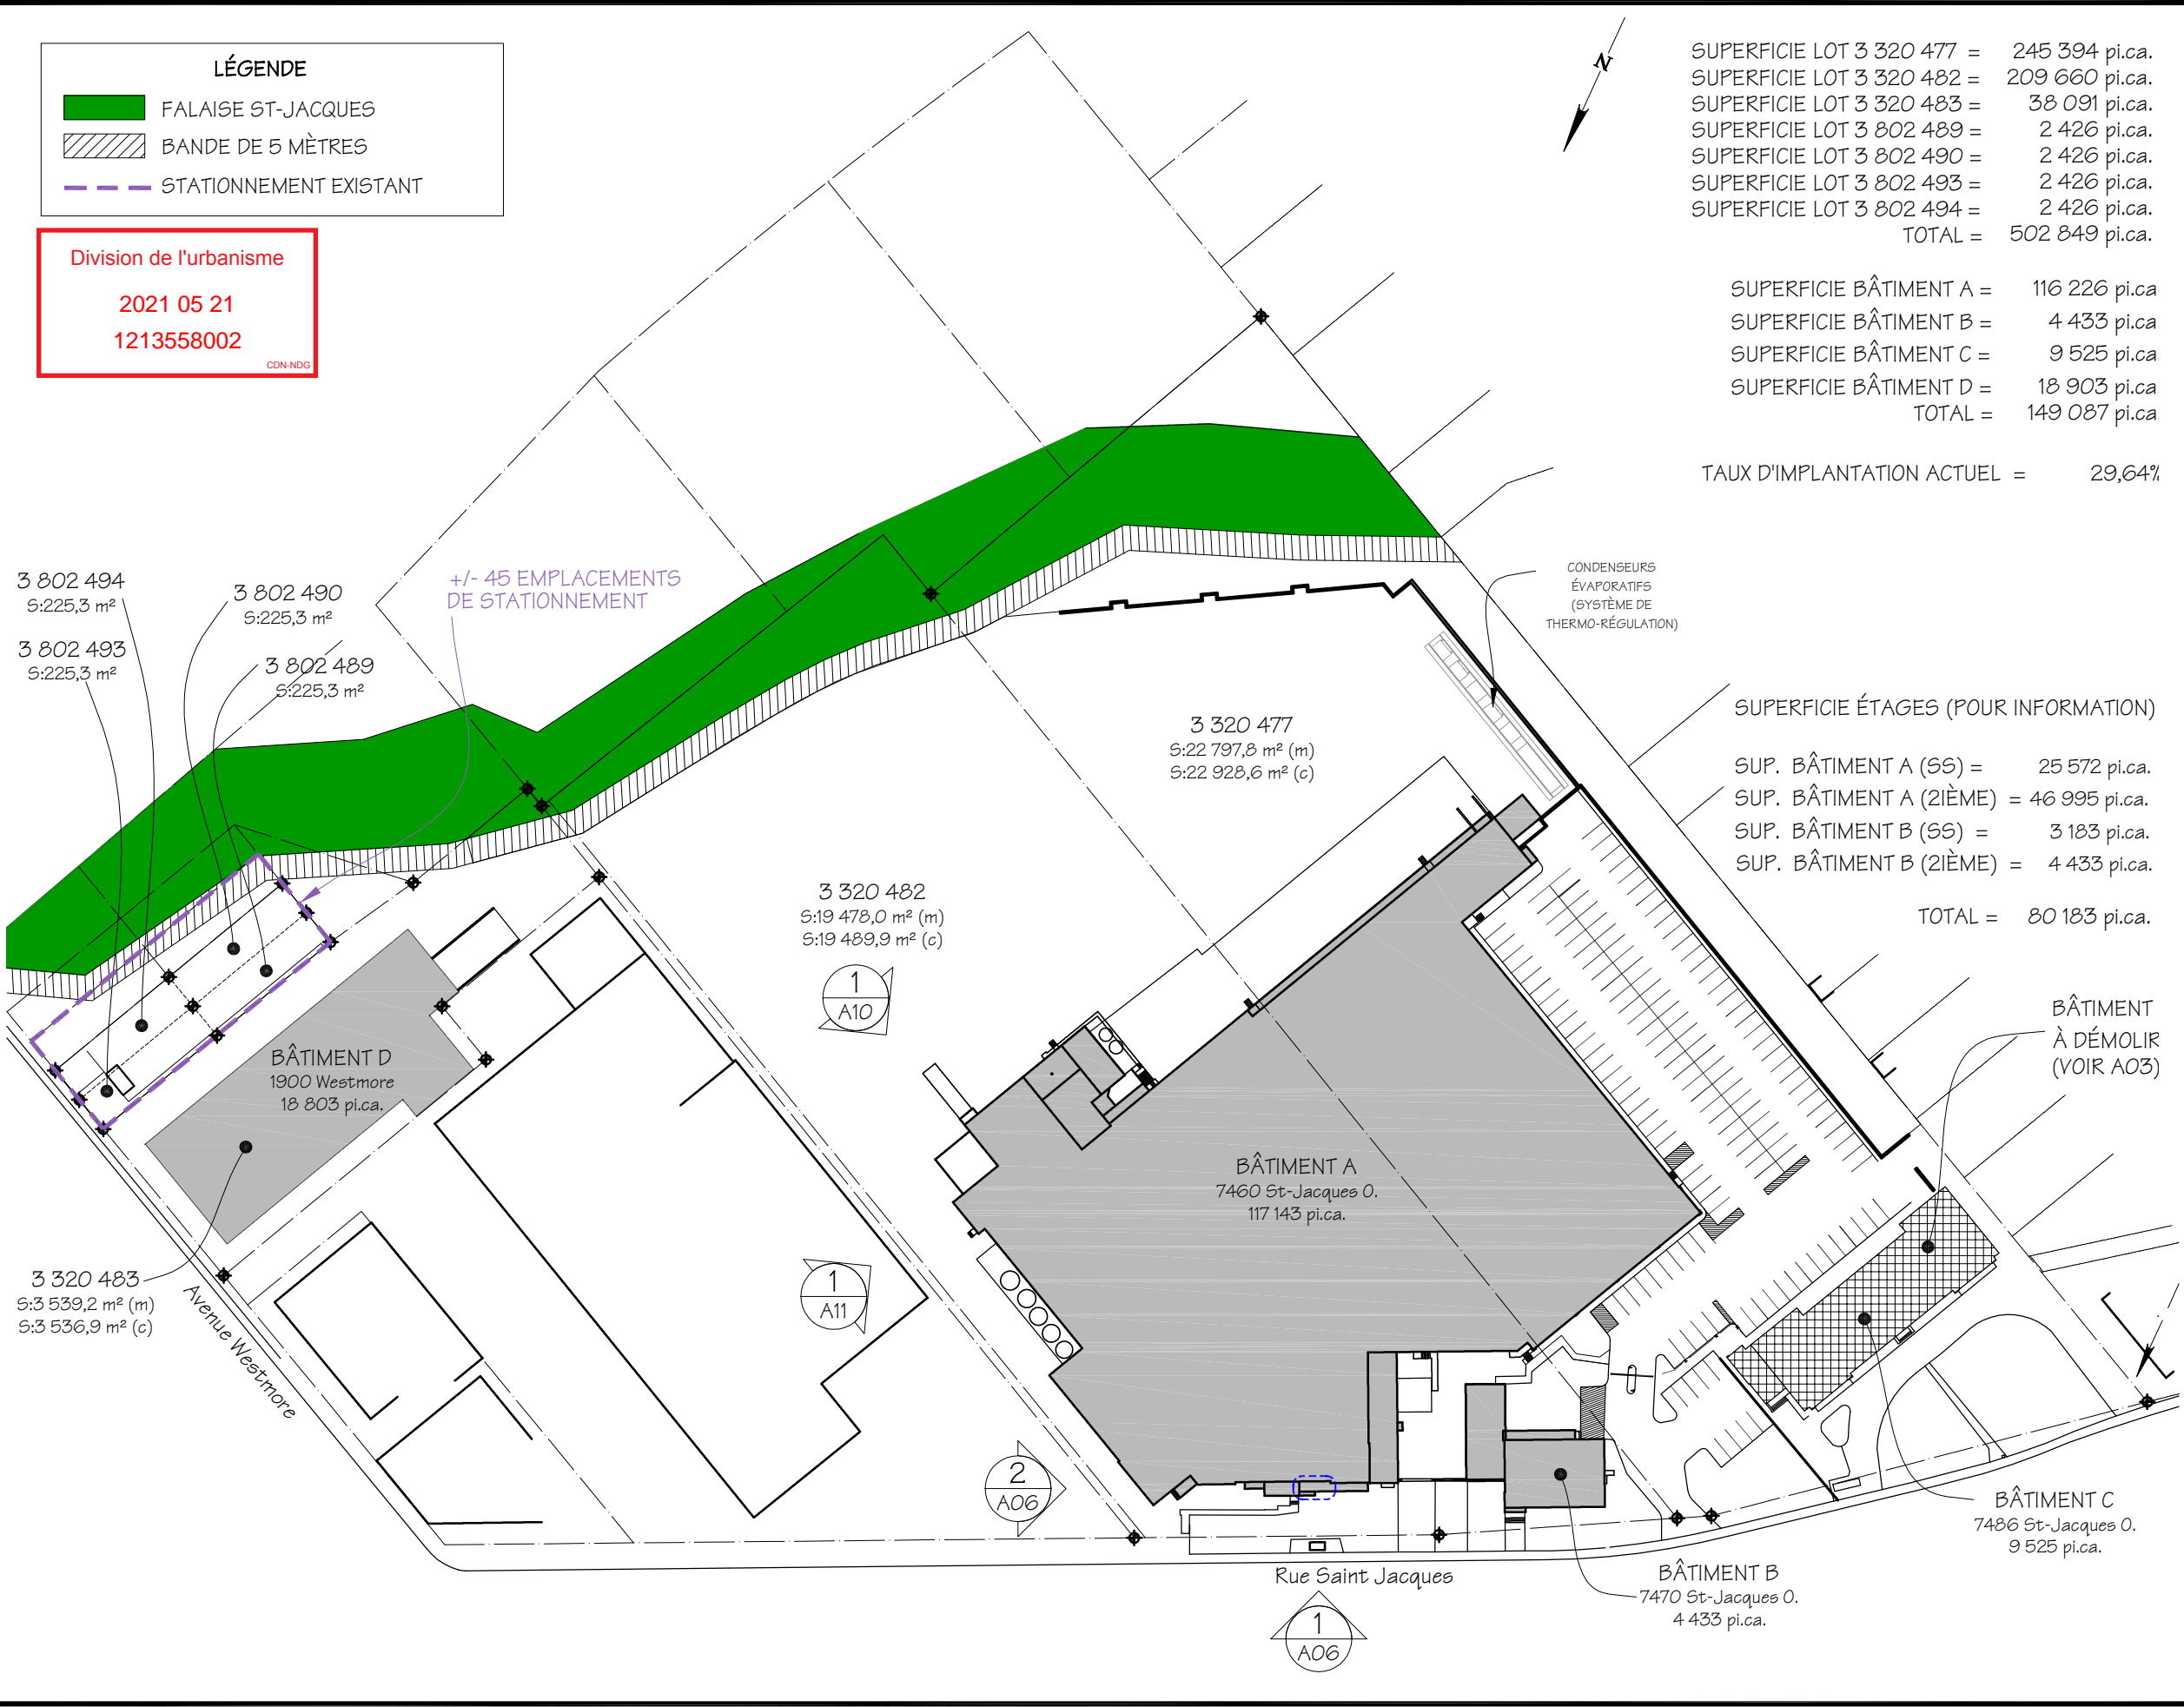 LÉGENDE
FALAISE ST-JACQUES
BANDE DE 5 MÈTRES
STATIONNEMENT EXISTANT
Division de l'urbanisme
2021 05 21
1213558002
CDN-NDG
N
SUPERFICIE LOT 3 320 477 = 245 394 pi.ca.
SUPERFICIE LOT 3 320 482 = 209 660 pi.ca.
SUPERFICIE LOT 3 320 483 = 38 091 pi.ca.
SUPERFICIE LOT 3 802 489 = 2 426 pi.ca.
SUPERFICIE LOT 3 802 490 = 2 426 pi.ca.
SUPERFICIE LOT 3 802 493 = 2 426 pi.ca.
SUPERFICIE LOT 3 802 494 = 2 426 pi.ca.
TOTAL = 502 849 pi.ca.
SUPERFICIE BÂTIMENT A = 116 226 pi.ca
SUPERFICIE BÂTIMENT B = 4 433 pi.ca
SUPERFICIE BÂTIMENT C = 9 525 pi.ca
SUPERFICIE BÂTIMENT D = 18 903 pi.ca
TOTAL = 149 087 pi.ca
TAUX D'IMPLANTATION ACTUEL = 29,64%
3 802 494
S:225,3 m²
3 802 490
S:225,3 m²
3 802 493
S:225,3 m²
3 802 489
S:225,3 m²
+/- 45 EMPLACEMENTS
DE STATIONNEMENT
CONDENSEURS
ÉVAPORATIFS
(SYSTÈME DE
THERMO-RÉGULATION)
3 320 477
S:22 797,8 m² (m)
S:22 928,6 m² (c)
SUPERFICIE ÉTAGES (POUR INFORMATION)
SUP. BÂTIMENT A (SS) = 25 572 pi.ca.
SUP. BÂTIMENT A (2IÈME) = 46 995 pi.ca.
SUP. BÂTIMENT B (SS) = 3 183 pi.ca.
SUP. BÂTIMENT B (2IÈME) = 4 433 pi.ca.
TOTAL = 80 183 pi.ca.
3 320 482
S:19 478,0 m² (m)
S:19 489,9 m² (c)
1
A10
BÂTIMENT
À DÉMOLIR
(VOIR A03)
BÂTIMENT D
1900 Westmore
18 803 pi.ca.
BÂTIMENT A
7460 St-Jacques O.
117 143 pi.ca.
3 320 483
S:3 539,2 m² (m)
S:3 536,9 m² (c)
Avenue Westmore
1
A11
2
A06
BÂTIMENT C
7486 St-Jacques O.
9 525 pi.ca.
Rue Saint Jacques
BÂTIMENT B
7470 St-Jacques O.
4 433 pi.ca.
1
A06